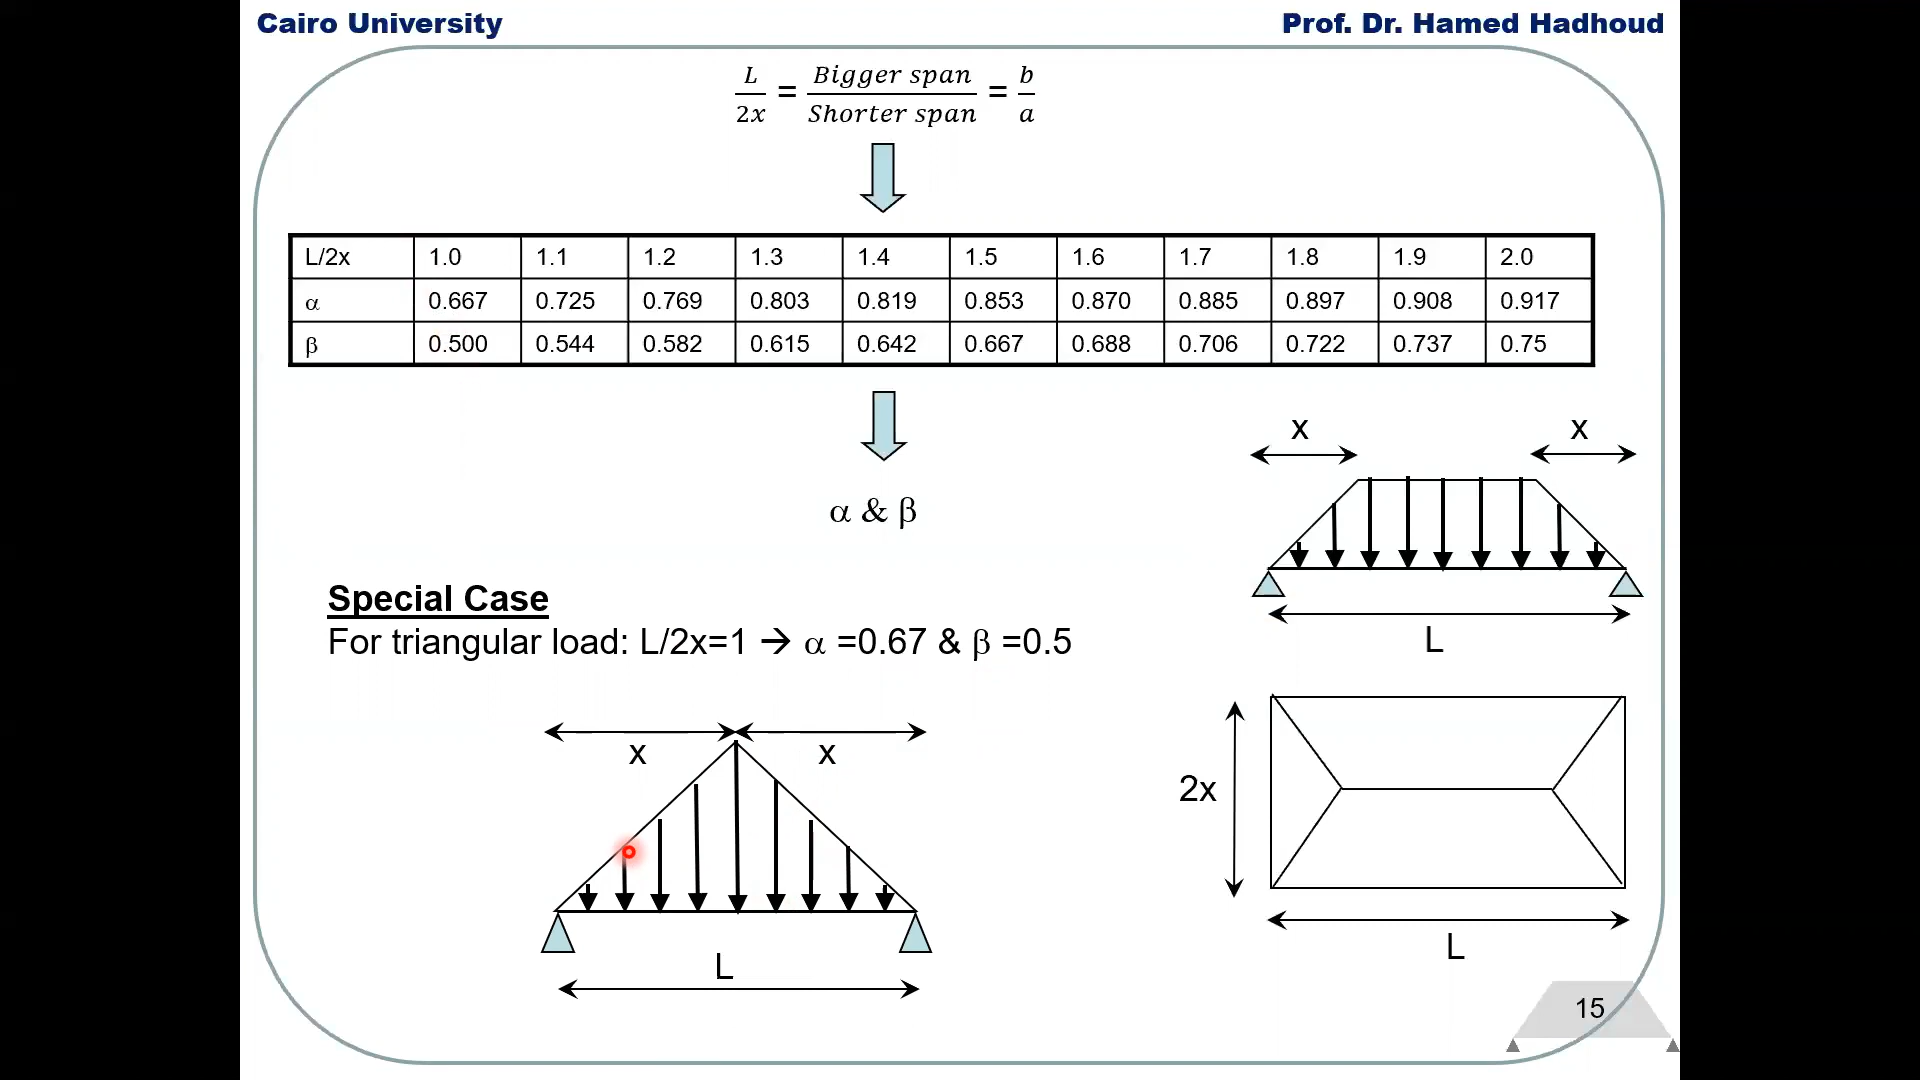 Cairo University
Prof. Dr. Hamed Hadhoud
L/2x = Bigger span/Shorter span = b/a
L/2x 1.0 1.1 1.2 1.3 1.4 1.5 1.6 1.7 1.8 1.9 2.0
α 0.667 0.725 0.769 0.803 0.819 0.853 0.870 0.885 0.897 0.908 0.917
β 0.500 0.544 0.582 0.615 0.642 0.667 0.688 0.706 0.722 0.737 0.75
α & β
x x
L
Special Case
For triangular load: L/2x=1 → α =0.67 & β =0.5
x x
L
2x
L
15